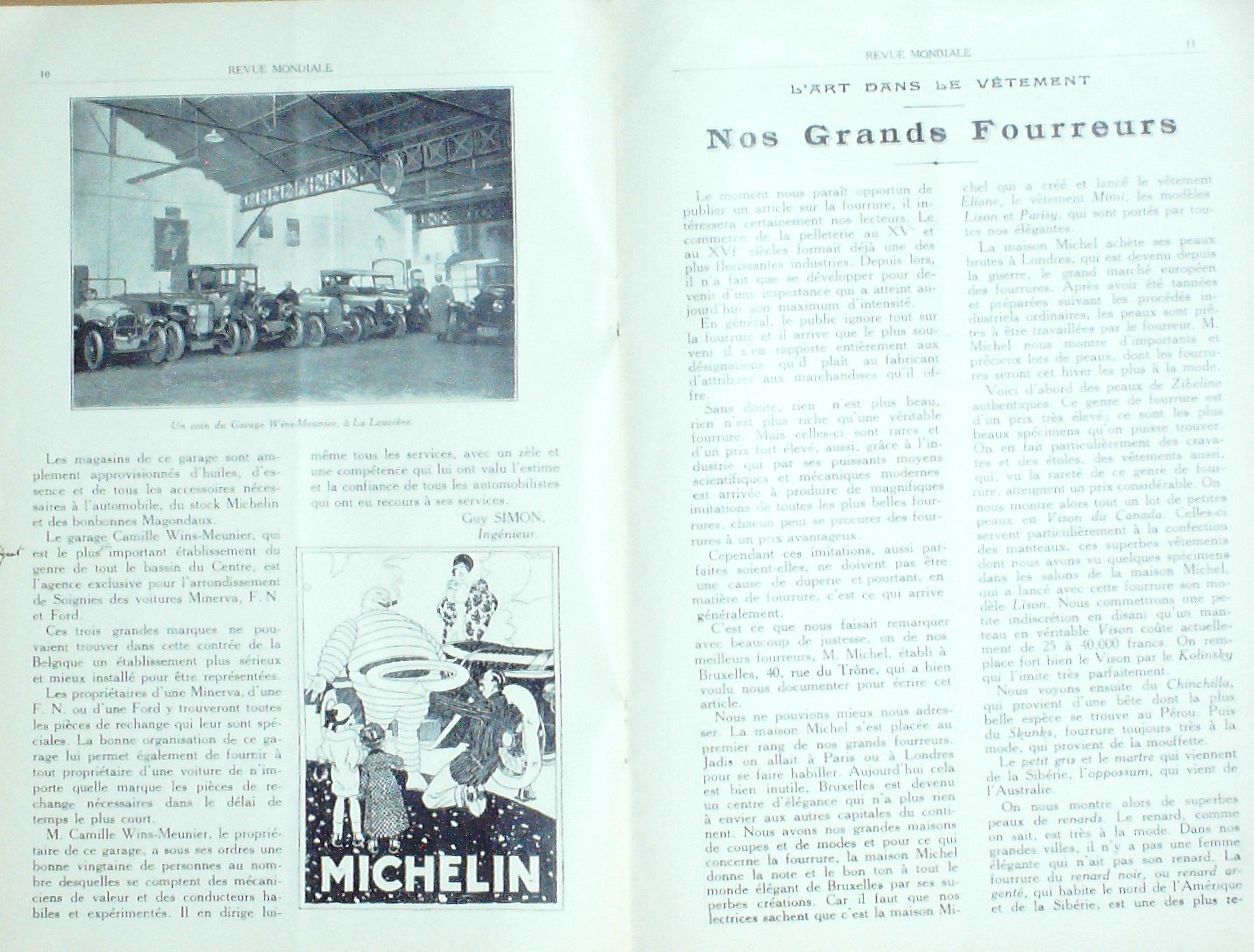 10
REVUE MONDIALE
Un coin du Garage Wins-Meunier, à La Louvière.
Les magasins de ce garage sont am-
plement approvisionnés d'huiles, d'es-
sence et de tous les accessoires néces-
saires à l'automobile, du stock Michelin
et des bonbonnes Magondaux.
Le garage Camille Wins-Meunier, qui
est le plus important établissement du
genre de tout le bassin du Centre, est
l'agence exclusive pour l'arrondissement
de Soignies des voitures Minerva, F. N.
et Ford.
Ces trois grandes marques ne pou-
vaient trouver dans cette contrée de la
Belgique un établissement plus sérieux
et mieux installé pour être représentées.
Les propriétaires d'une Minerva, d'une
F. N. ou d'une Ford y trouveront toutes
les pièces de rechange qui leur sont spé-
ciales. La bonne organisation de ce ga-
rage lui permet également de fournir à
tout propriétaire d'une voiture de n'im-
porte quelle marque les pièces de re-
change nécessaires dans le délai de
temps le plus court.
M. Camille Wins-Meunier, le proprié-
taire de ce garage, a sous ses ordres une
bonne vingtaine de personnes au nom-
bre desquelles se comptent des mécani-
ciens de valeur et des conducteurs ha-
biles et expérimentés. Il en dirige lui-
même tous les services, avec un zèle et
une compétence qui lui ont valu l'estime
et la confiance de tous les automobilistes
qui ont eu recours à ses services.
Guy SIMON,
Ingénieur.
MICHELIN
REVUE MONDIALE
11
L'ART DANS LE VÊTEMENT
Nos Grands Fourreurs
Le moment nous paraît opportun de
publier un article sur la fourrure, il in-
téressera certainement nos lecteurs. Le
commerce de la pelleterie au XVe et
au XVIe siècles formait déjà une des
plus florissantes industries. Depuis lors,
il n'a fait que se développer pour de-
venir d'une importance qui a atteint au-
jourd'hui son maximum d'intensité.
En général, le public ignore tout sur
la fourrure et il arrive que le plus sou-
vent il s'en rapporte entièrement aux
désignations qu'il plaît au fabricant
d'attribuer aux marchandises qu'il of-
fre.
Sans doute, rien n'est plus beau,
rien n'est plus riche qu'une véritable
fourrure. Mais celles-ci sont rares et
d'un prix fort élevé, aussi, grâce à l'in-
dustrie qui par ses puissants moyens
scientifiques et mécaniques modernes
est arrivée à produire de magnifiques
imitations de toutes les plus belles four-
rures, chacun peut se procurer des four-
rures à un prix avantageux.
Cependant ces imitations, aussi par-
faites soient-elles, ne doivent pas être
une cause de duperie et pourtant, en
matière de fourrure, c'est ce qui arrive
généralement.
C'est ce que nous faisait remarquer
avec beaucoup de justesse, un de nos
meilleurs fourreurs, M. Michel, établi à
Bruxelles, 40, rue du Trône, qui a bien
voulu nous documenter pour écrire cet
article.
Nous ne pouvions mieux nous adres-
ser. La maison Michel s'est placée au
premier rang de nos grands fourreurs.
Jadis on allait à Paris ou à Londres
pour se faire habiller. Aujourd'hui cela
est bien inutile, Bruxelles est devenu
un centre d'élégance qui n'a plus rien
à envier aux autres capitales du conti-
nent. Nous avons nos grandes maisons
de coupes et de modes et pour ce qui
concerne la fourrure, la maison Michel
donne la note et le bon ton à tout le
monde élégant de Bruxelles par ses su-
perbes créations. Car il faut que nos
lectrices sachent que c'est la maison Mi-
chel qui a créé et lancé le vêtement
Eliane, le vêtement Mimi, les modèles
Lison et Parisy, qui sont portés par tou-
tes nos élégantes.
La maison Michel achète ses peaux
brutes à Londres, qui est devenu depuis
la guerre, le grand marché européen
des fourrures. Après avoir été tannées
et préparées suivant les procédés in-
dustriels ordinaires, les peaux sont prê-
tes à être travaillées par le fourreur. M.
Michel nous montre d'importants et
précieux lots de peaux, dont les fourru-
res seront cet hiver les plus à la mode.
Voici d'abord des peaux de Zibeline
authentiques. Ce genre de fourrure est
d'un prix très élevé; ce sont les plus
beaux spécimens qu'on puisse trouver.
On en fait particulièrement des crava-
tes et des étoles, des vêtements aussi,
qui, vu la rareté de ce genre de four-
rure, atteignent un prix considérable. On
nous montre alors tout un lot de petites
peaux en Vison du Canada. Celles-ci
servent particulièrement à la confection
des manteaux, ces superbes vêtements
dont nous avons vu quelques spécimens
dans les salons de la maison Michel,
qui a lancé avec cette fourrure son mo-
dèle Lison. Nous commettrons une pe-
tite indiscrétion en disant qu'un man-
teau en véritable Vison coûte actuelle-
ment de 25 à 40.000 francs. On rem-
place fort bien le Vison par le Kolinsky
qui l'imite très parfaitement.
Nous voyons ensuite du Chinchilla,
qui provient d'une bête dont la plus
belle espèce se trouve au Pérou. Puis
du Skunks, fourrure toujours très à la
mode, qui provient de la mouffette.
Le petit gris et le martre qui viennent
de la Sibérie, l'opossum, qui vient de
l'Australie.
On nous montre alors de superbes
peaux de renards. Le renard, comme
on sait, est très à la mode. Dans nos
grandes villes, il n'y a pas une femme
élégante qui n'ait pas son renard. La
fourrure du renard noir, ou renard ar-
genté, qui habite le nord de l'Amérique
et de la Sibérie, est une des plus re-